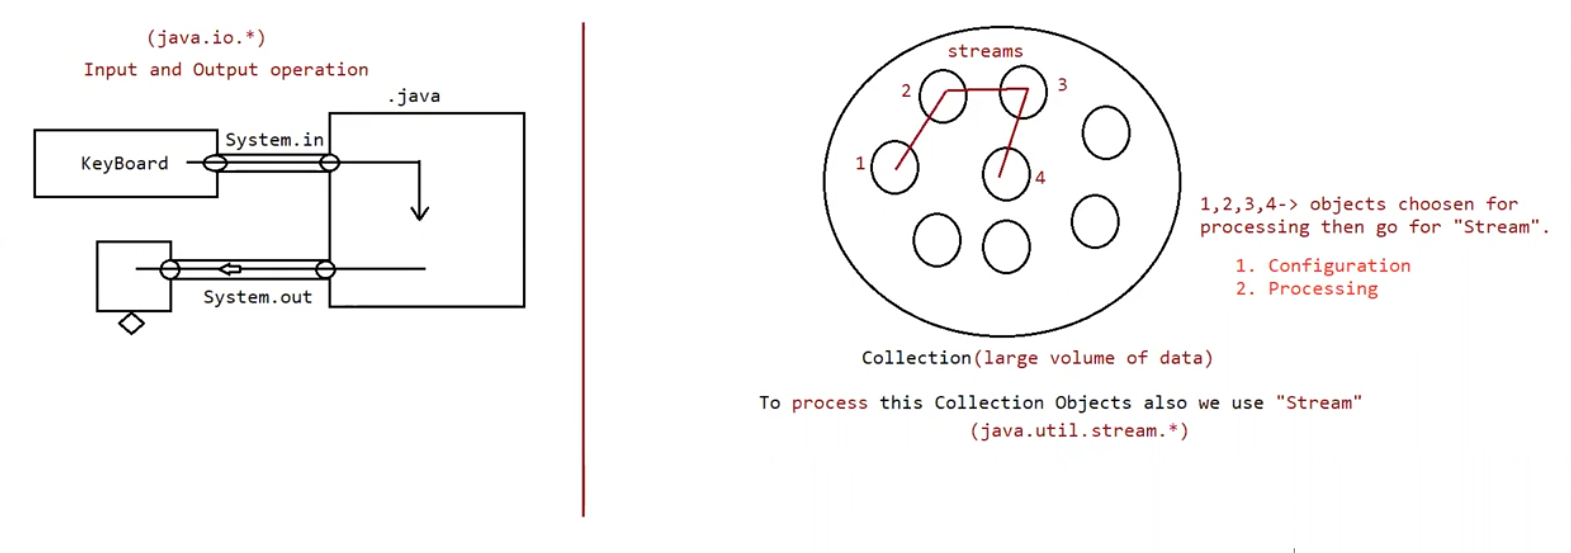 (java.io.*)
Input and Output operation
.java
System.in
KeyBoard
System.out
streams
2
3
1
4
1,2,3,4-> objects choosen for
processing then go for "Stream".
1. Configuration
2. Processing
Collection(large volume of data)
To process this Collection Objects also we use "Stream"
(java.util.stream.*)